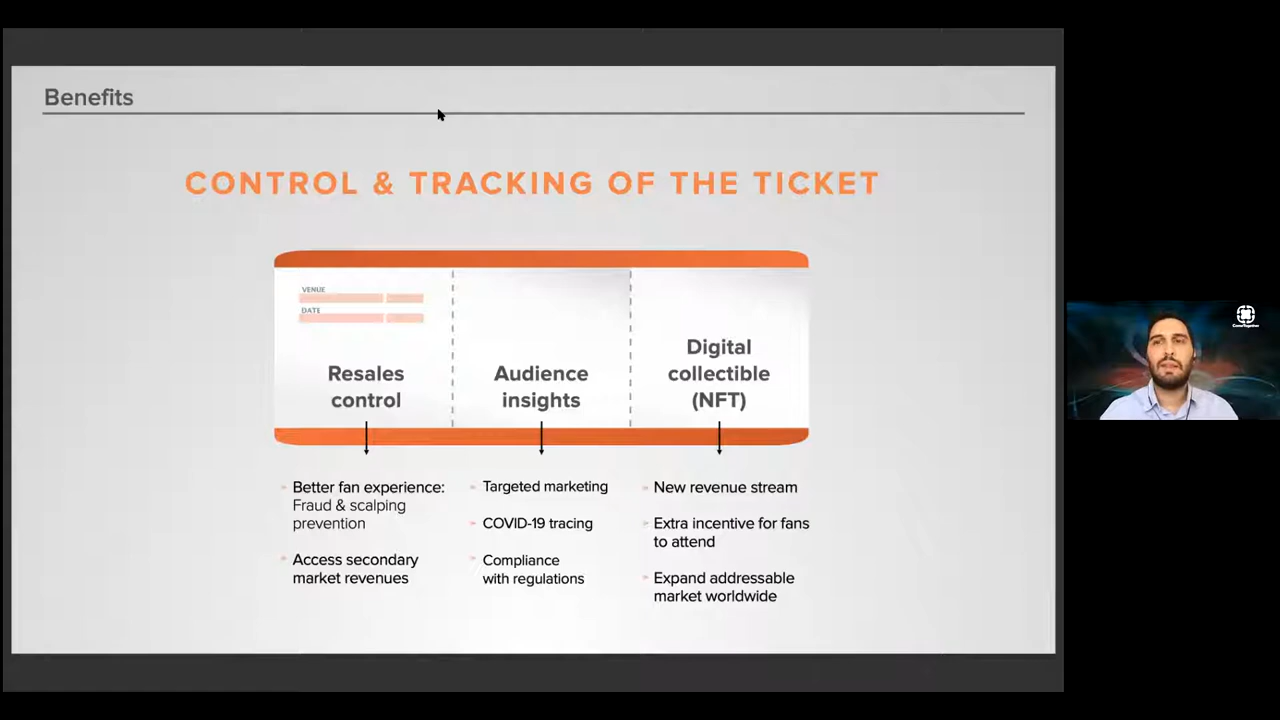 Benefits
CONTROL & TRACKING OF THE TICKET
VENUE
DATE
Resales
control
Audience
insights
Digital
collectible
(NFT)
Better fan experience:
Fraud & scalping
prevention
Access secondary
market revenues
Targeted marketing
COVID-19 tracing
Compliance
with regulations
New revenue stream
Extra incentive for fans
to attend
Expand addressable
market worldwide
ComeTogether